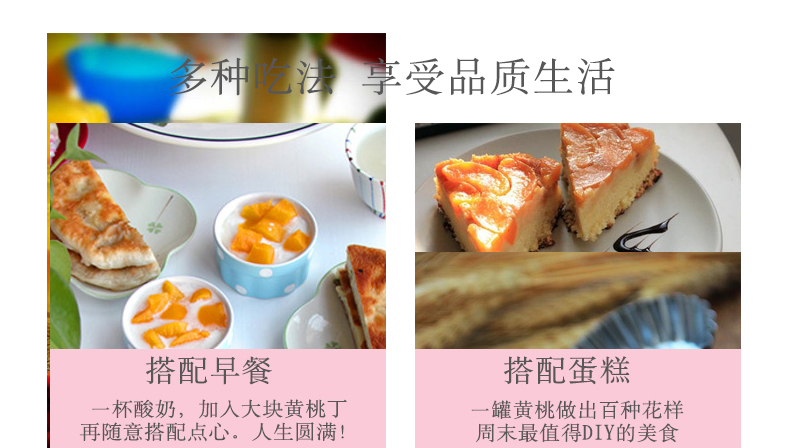 多种吃法 享受品质生活
搭配早餐
一杯酸奶，加入大块黄桃丁
再随意搭配点心。人生圆满！
搭配蛋糕
一罐黄桃做出百种花样
周末最值得DIY的美食